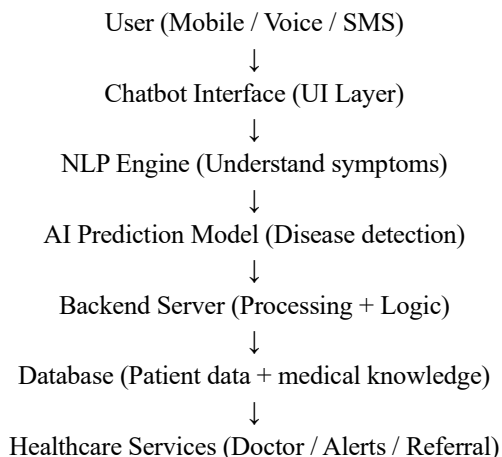 User (Mobile / Voice / SMS)
↓
Chatbot Interface (UI Layer)
↓
NLP Engine (Understand symptoms)
↓
AI Prediction Model (Disease detection)
↓
Backend Server (Processing + Logic)
↓
Database (Patient data + medical knowledge)
↓
Healthcare Services (Doctor / Alerts / Referral)